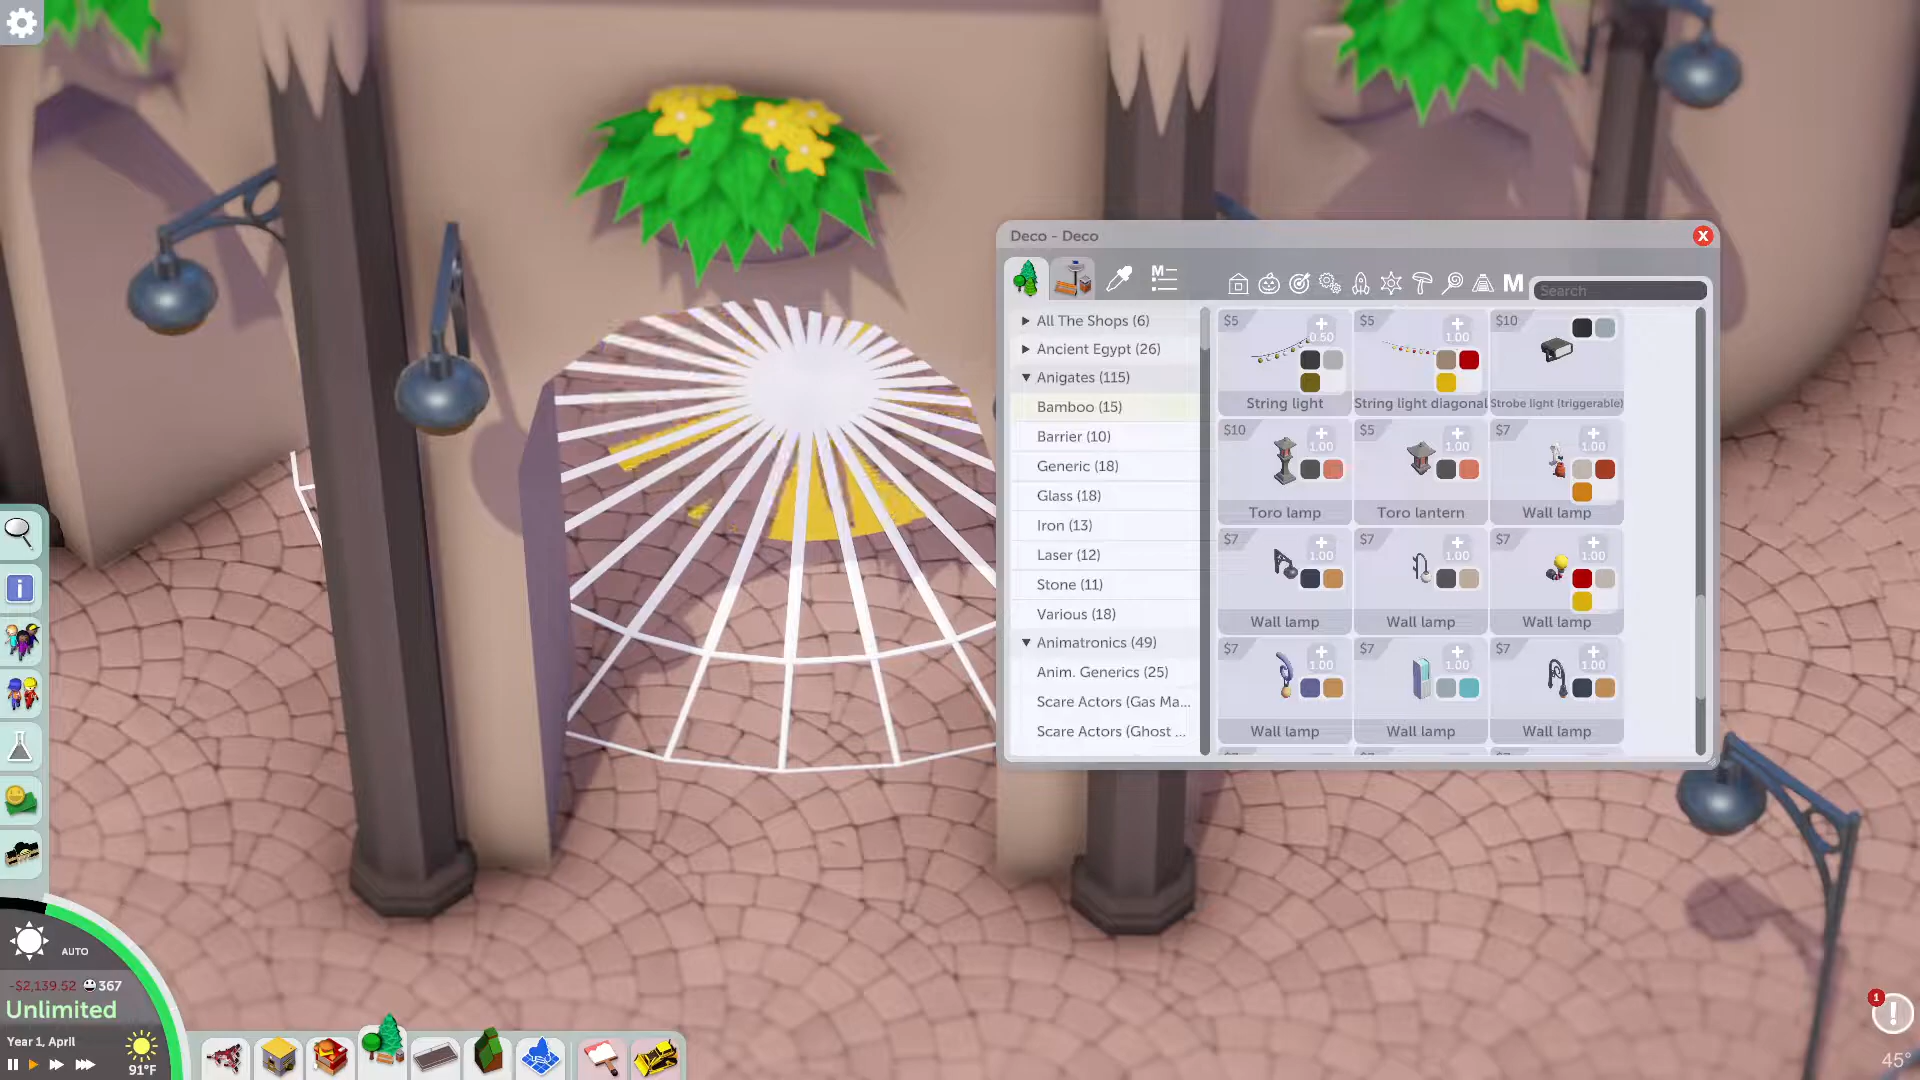 Deco - Deco
M
M
Search
All The Shops (6)
Ancient Egypt (26)
Anigates (115)
Bamboo (15)
Barrier (10)
Generic (18)
Glass (18)
Iron (13)
Laser (12)
Stone (11)
Various (18)
Animatronics (49)
Anim. Generics (25)
Scare Actors (Gas Ma...
Scare Actors (Ghost ...
$5
0.50
String light
$5
1.00
String light diagonal
$10
Strobe light (triggerable)
$10
1.00
Toro lamp
$5
1.00
Toro lantern
$7
1.00
Wall lamp
$7
1.00
Wall lamp
$7
1.00
Wall lamp
$7
1.00
Wall lamp
$7
1.00
Wall lamp
$7
1.00
Wall lamp
$7
1.00
Wall lamp
i
AUTO
-$2,139.52
367
Unlimited
Year 1, April
91°F
1
!
45°